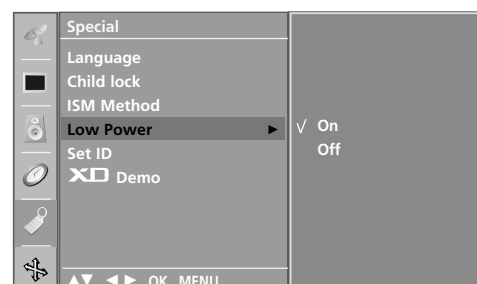 Special
Language
Child lock
ISM Method
Low Power ►
√ On
Off
Set ID
XD Demo
▲▼ ◄► OK MENU